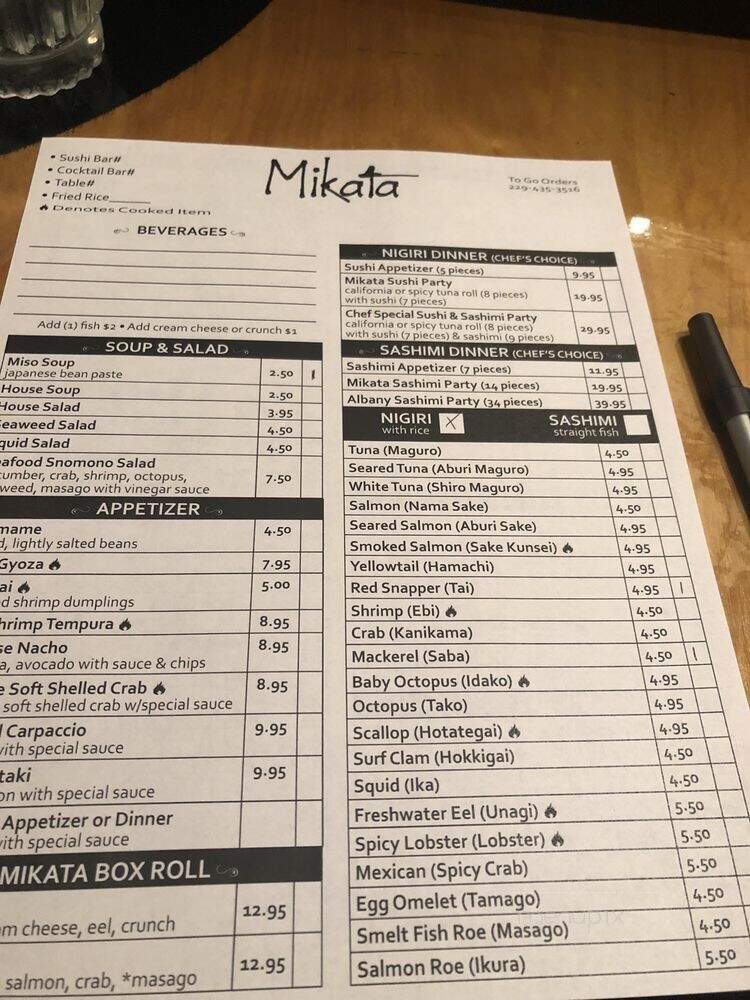 • Sushi Bar#
• Cocktail Bar#
• Table#
• Fried Rice______
Denotes Cooked Item
Mikata
To Go Orders
229-435-3516
BEVERAGES
Add (1) fish $2 • Add cream cheese or crunch $1
SOUP & SALAD
Miso Soup
japanese bean paste 2.50 |
House Soup 2.50
House Salad 3.95
Seaweed Salad 4.50
quid Salad 4.50
eafood Snomono Salad
cumber, crab, shrimp, octopus, 7.50
weed, masago with vinegar sauce
APPETIZER
mame 4.50
d, lightly salted beans
Gyoza 7.95
ai 5.00
ed shrimp dumplings
hrimp Tempura 8.95
se Nacho 8.95
a, avocado with sauce & chips
e Soft Shelled Crab 8.95
soft shelled crab w/special sauce
Carpaccio 9.95
with special sauce
taki 9.95
on with special sauce
Appetizer or Dinner
with special sauce
MIKATA BOX ROLL
12.95
am cheese, eel, crunch
12.95
salmon, crab, *masago
NIGIRI DINNER (CHEF'S CHOICE)
Sushi Appetizer (5 pieces) 9.95
Mikata Sushi Party
california or spicy tuna roll (8 pieces) 19.95
with sushi (7 pieces)
Chef Special Sushi & Sashimi Party
california or spicy tuna roll (8 pieces) 29.95
with sushi (7 pieces) & sashimi (9 pieces)
SASHIMI DINNER (CHEF'S CHOICE)
Sashimi Appetizer (7 pieces) 11.95
Mikata Sashimi Party (14 pieces) 19.95
Albany Sashimi Party (34 pieces) 39.95
NIGIRI X SASHIMI
with rice straight fish
Tuna (Maguro) 4.50
Seared Tuna (Aburi Maguro) 4.95
White Tuna (Shiro Maguro) 4.95
Salmon (Nama Sake) 4.50
Seared Salmon (Aburi Sake) 4.95
Smoked Salmon (Sake Kunsei) 4.95
Yellowtail (Hamachi) 4.95
Red Snapper (Tai) 4.95 |
Shrimp (Ebi) 4.50
Crab (Kanikama) 4.50
Mackerel (Saba) 4.50 |
Baby Octopus (Idako) 4.95
Octopus (Tako) 4.95
Scallop (Hotategai) 4.95
Surf Clam (Hokkigai) 4.50
Squid (Ika) 4.50
Freshwater Eel (Unagi) 5.50
Spicy Lobster (Lobster) 5.50
Mexican (Spicy Crab) 5.50
Egg Omelet (Tamago) 4.50
Smelt Fish Roe (Masago) 4.50
Salmon Roe (Ikura) 5.50